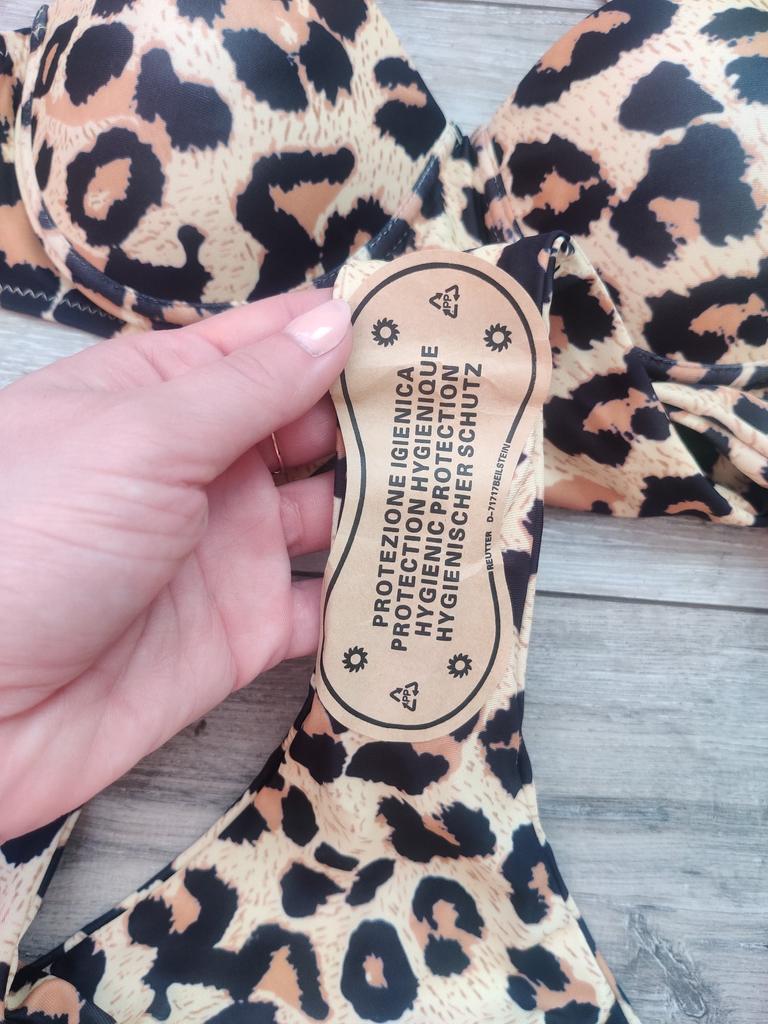 PP
PROTEZIONE IGIENICA
PROTECTION HYGIENIQUE
HYGIENIC PROTECTION
HYGIENISCHER SCHUTZ
REUTTER D-71717 BEILSTEIN
PP